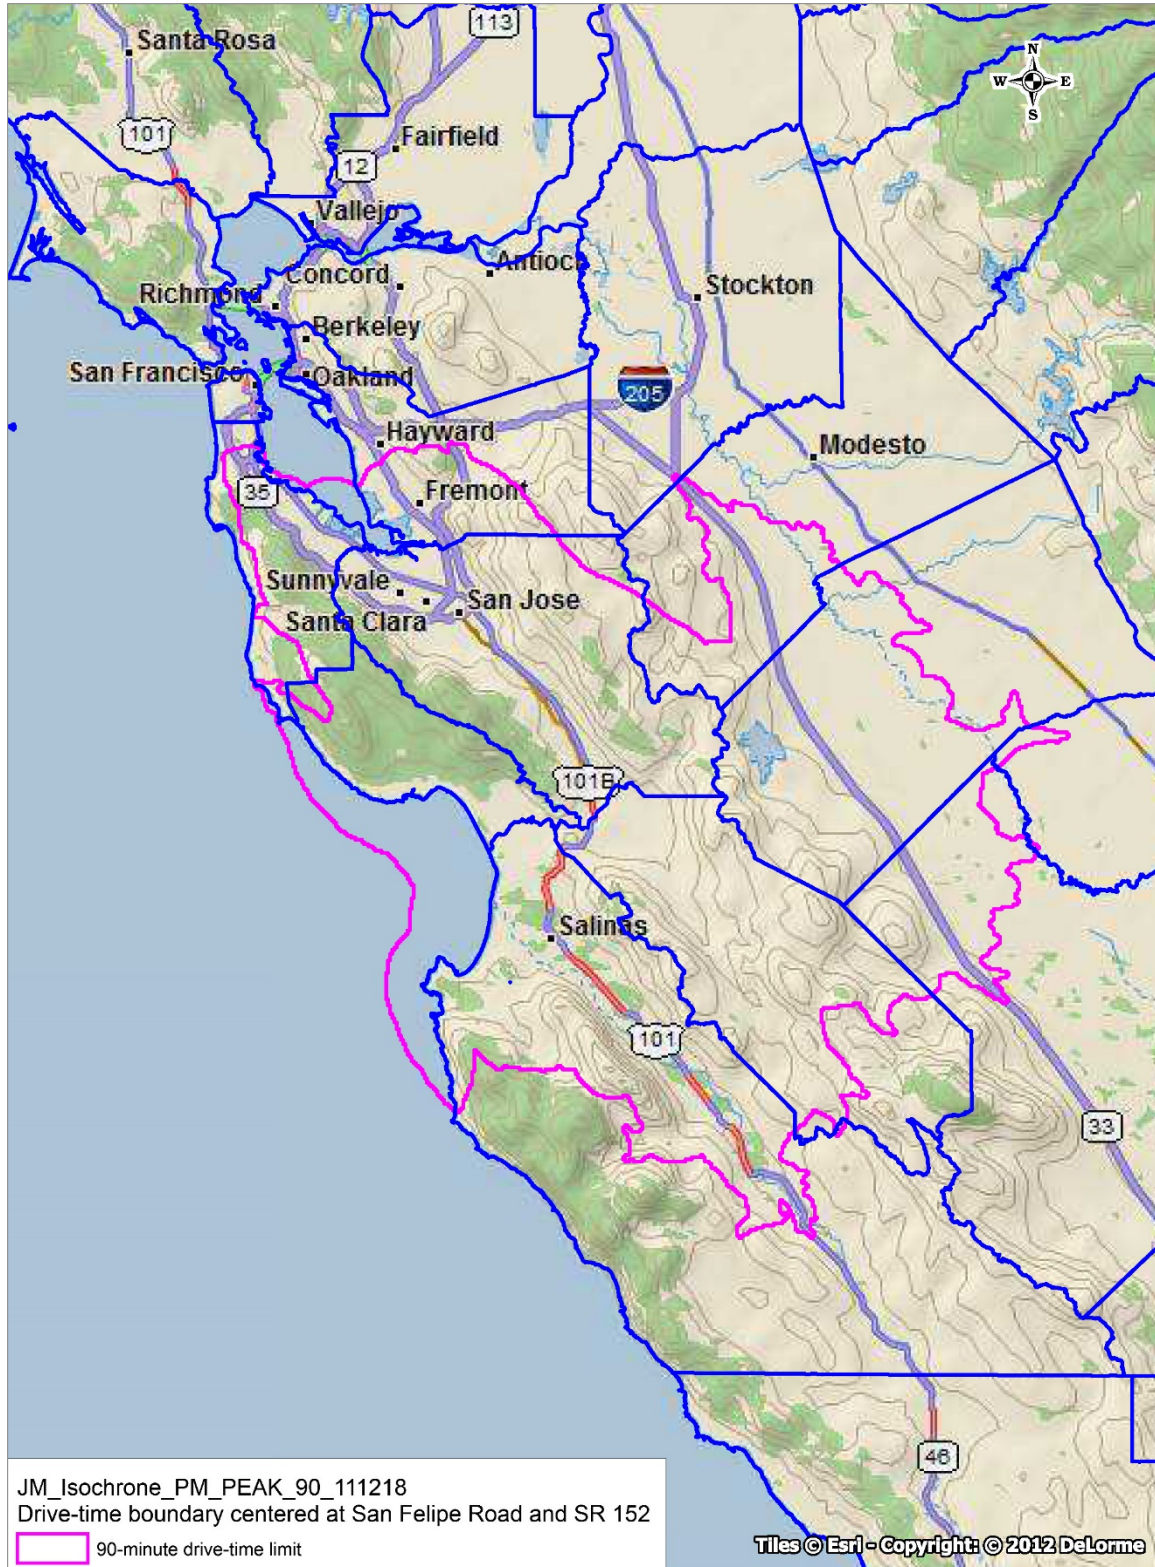 113
Santa Rosa
N
W E
S
101
Fairfield
12
Vallejo
Antioch
Concord
Stockton
Richmond
Berkeley
San Francisco
Oakland
205
Hayward
Modesto
35
Fremont
Sunnyvale
San Jose
Santa Clara
101B
Salinas
101
33
46
JM_Isochrone_PM_PEAK_90_111218
Drive-time boundary centered at San Felipe Road and SR 152
90-minute drive-time limit
Tiles © Esri - Copyright: © 2012 DeLorme